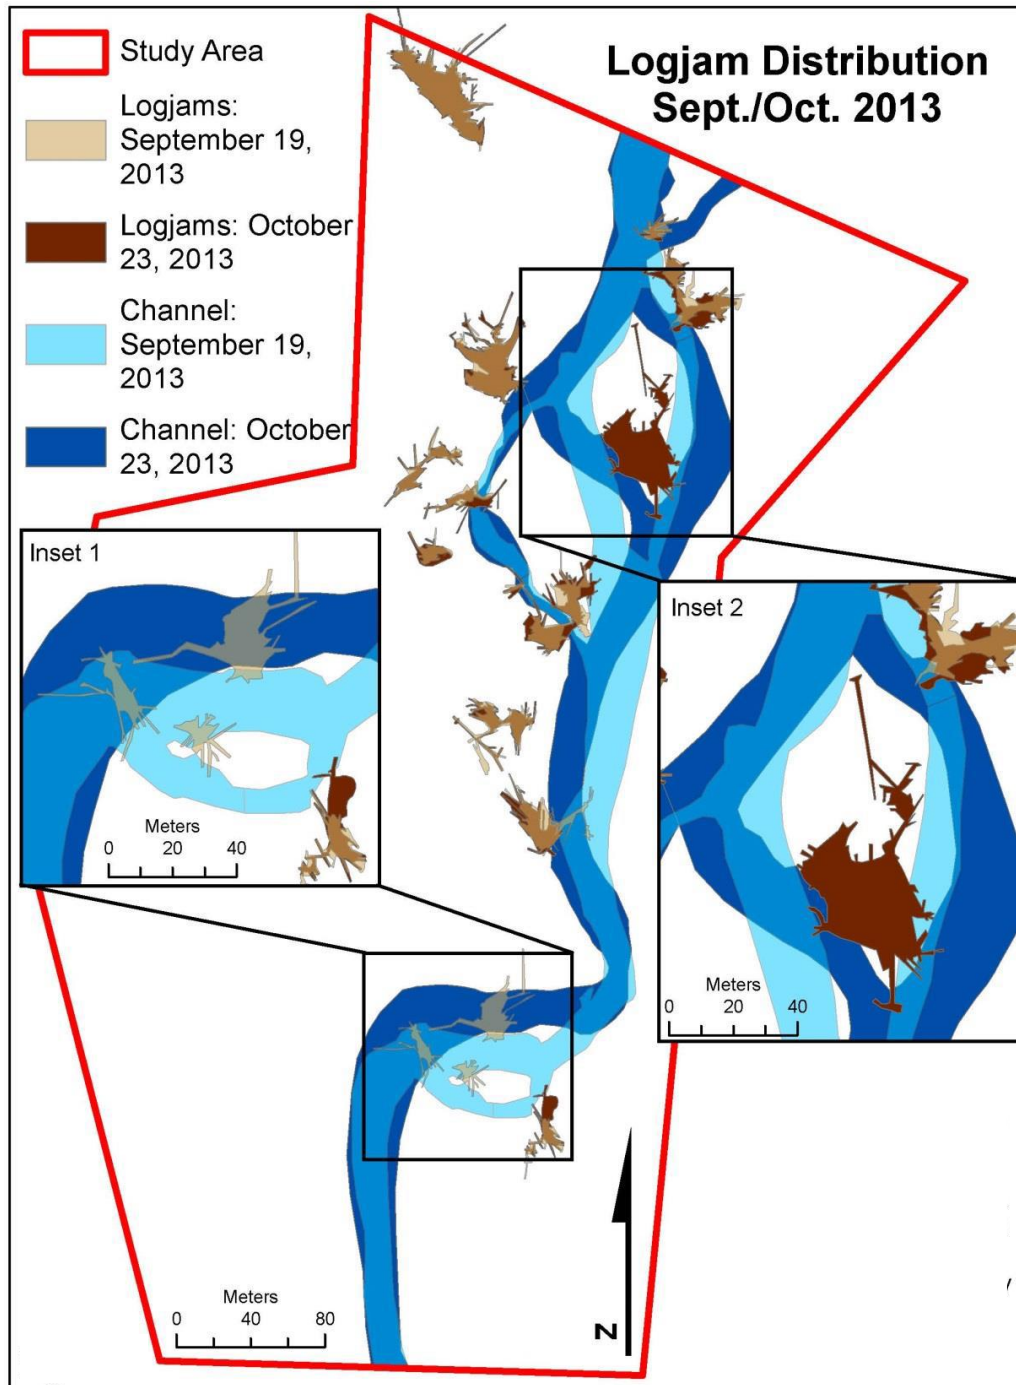 Study Area
Logjams:
September 19,
2013
Logjams: October
23, 2013
Channel:
September 19,
2013
Channel: October
23, 2013
Logjam Distribution
Sept./Oct. 2013
Inset 1
Meters
0 20 40
Inset 2
Meters
0 20 40
Meters
0 40 80
N